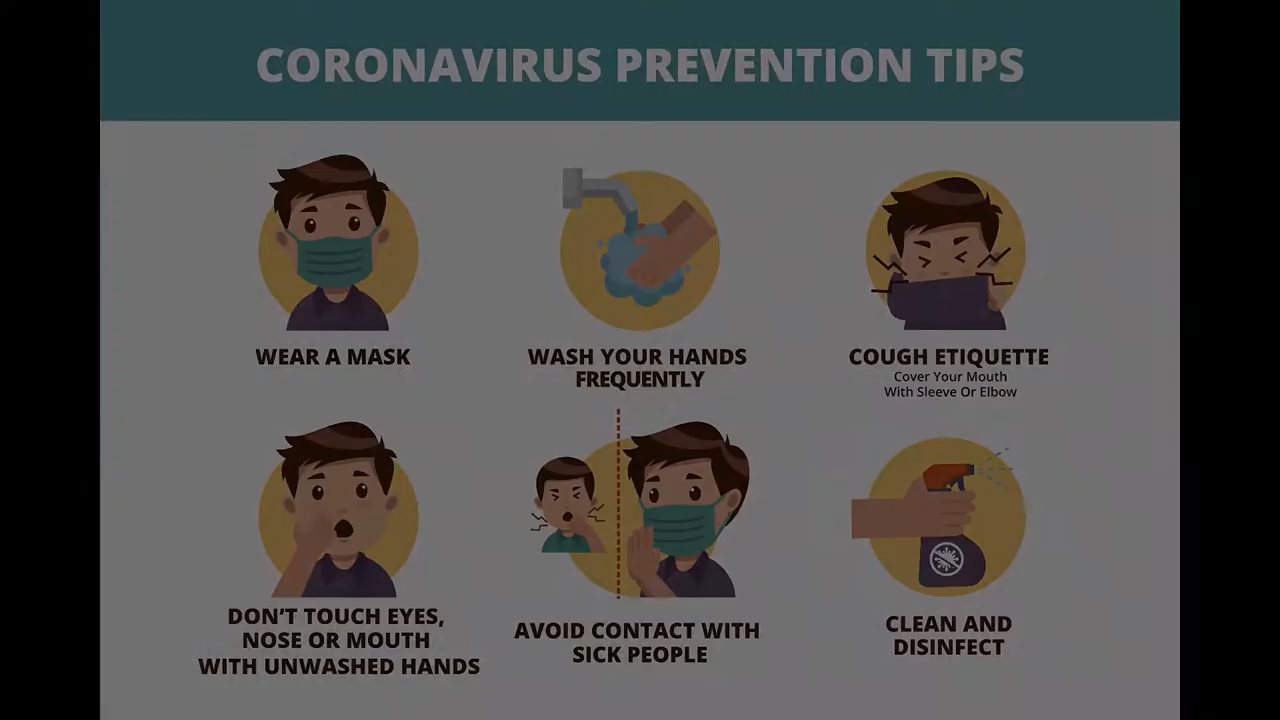 CORONAVIRUS PREVENTION TIPS
WEAR A MASK
WASH YOUR HANDS
FREQUENTLY
COUGH ETIQUETTE
Cover Your Mouth
With Sleeve Or Elbow
DON'T TOUCH EYES,
NOSE OR MOUTH
WITH UNWASHED HANDS
AVOID CONTACT WITH
SICK PEOPLE
CLEAN AND
DISINFECT